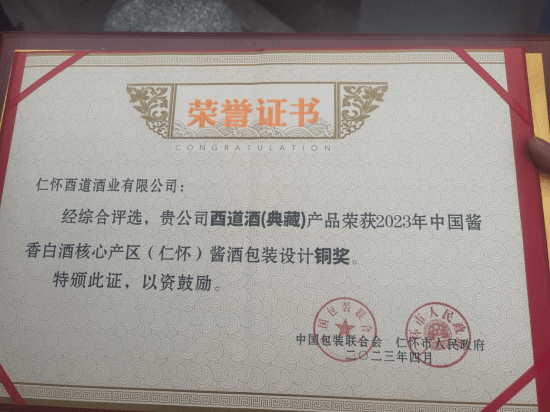 荣誉证书
CONGRATULATION
仁怀酉道酒业有限公司：
经综合评选，贵公司酉道酒(典藏)产品荣获2023年中国酱
香白酒核心产区（仁怀）酱酒包装设计铜奖。
特颁此证，以资鼓励。
中国包装联合会 仁怀市人民政府
二〇二三年四月